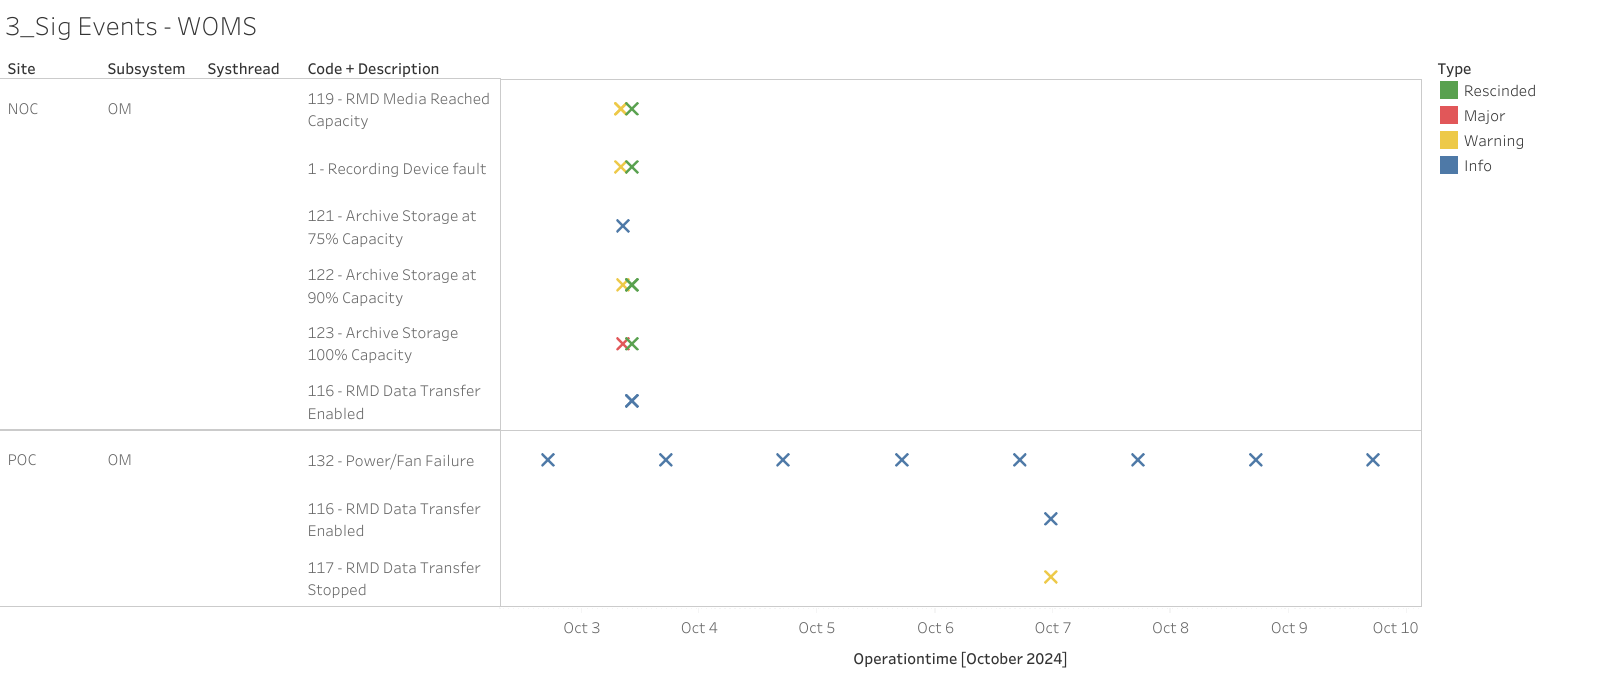 3_Sig Events - WOMS
Site Subsystem Systhread Code + Description
Type
Rescinded
Major
Warning
Info
NOC OM 119 - RMD Media Reached
Capacity
1 - Recording Device fault
121 - Archive Storage at
75% Capacity
122 - Archive Storage at
90% Capacity
123 - Archive Storage
100% Capacity
116 - RMD Data Transfer
Enabled
POC OM 132 - Power/Fan Failure
116 - RMD Data Transfer
Enabled
117 - RMD Data Transfer
Stopped
Oct 3 Oct 4 Oct 5 Oct 6 Oct 7 Oct 8 Oct 9 Oct 10
Operationtime [October 2024]